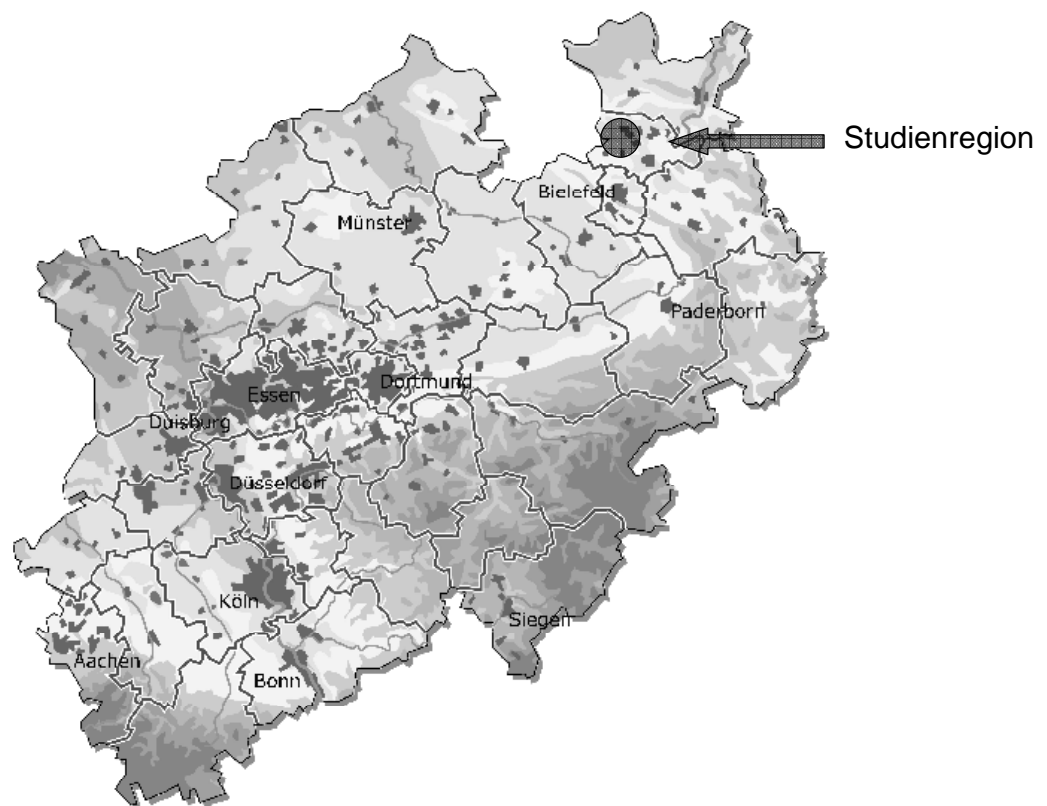 Studienregion
Bielefeld
Münster
Paderborn
Dortmund
Essen
Duisburg
Düsseldorf
Köln
Siegen
Aachen
Bonn